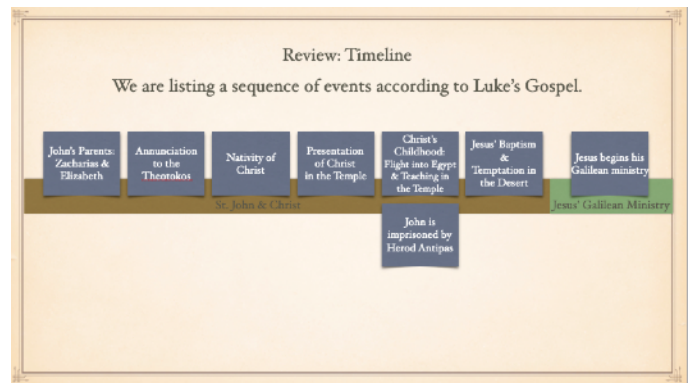 Review: Timeline
We are listing a sequence of events according to Luke's Gospel.
John's Parents:
Zacharias &
Elizabeth
Annunciation
to the
Theotokos
Nativity of
Christ
Presentation
of Christ
in the Temple
Christ's
Childhood:
Flight into Egypt
& Teaching in
the Temple
Jesus' Baptism
&
Temptation in
the Desert
Jesus begins his
Galilean ministry
St. John & Christ
Jesus' Galilean Ministry
John is
imprisoned by
Herod Antipas